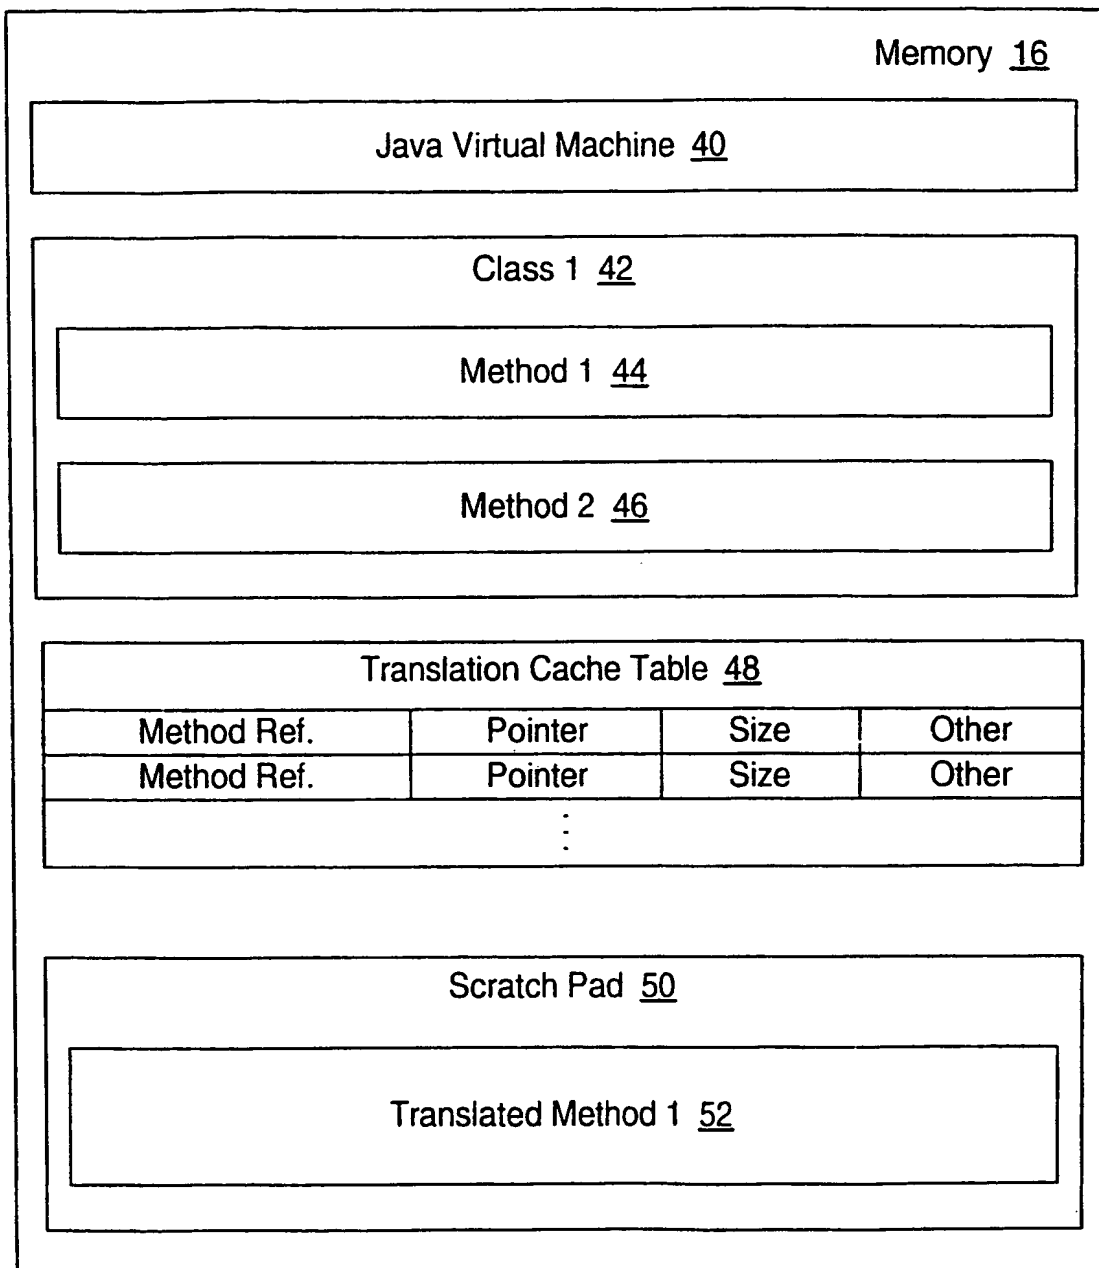 Memory 16
Java Virtual Machine 40
Class 1 42
Method 1 44
Method 2 46
Translation Cache Table 48
Method Ref. Pointer Size Other
Method Ref. Pointer Size Other
Scratch Pad 50
Translated Method 1 52